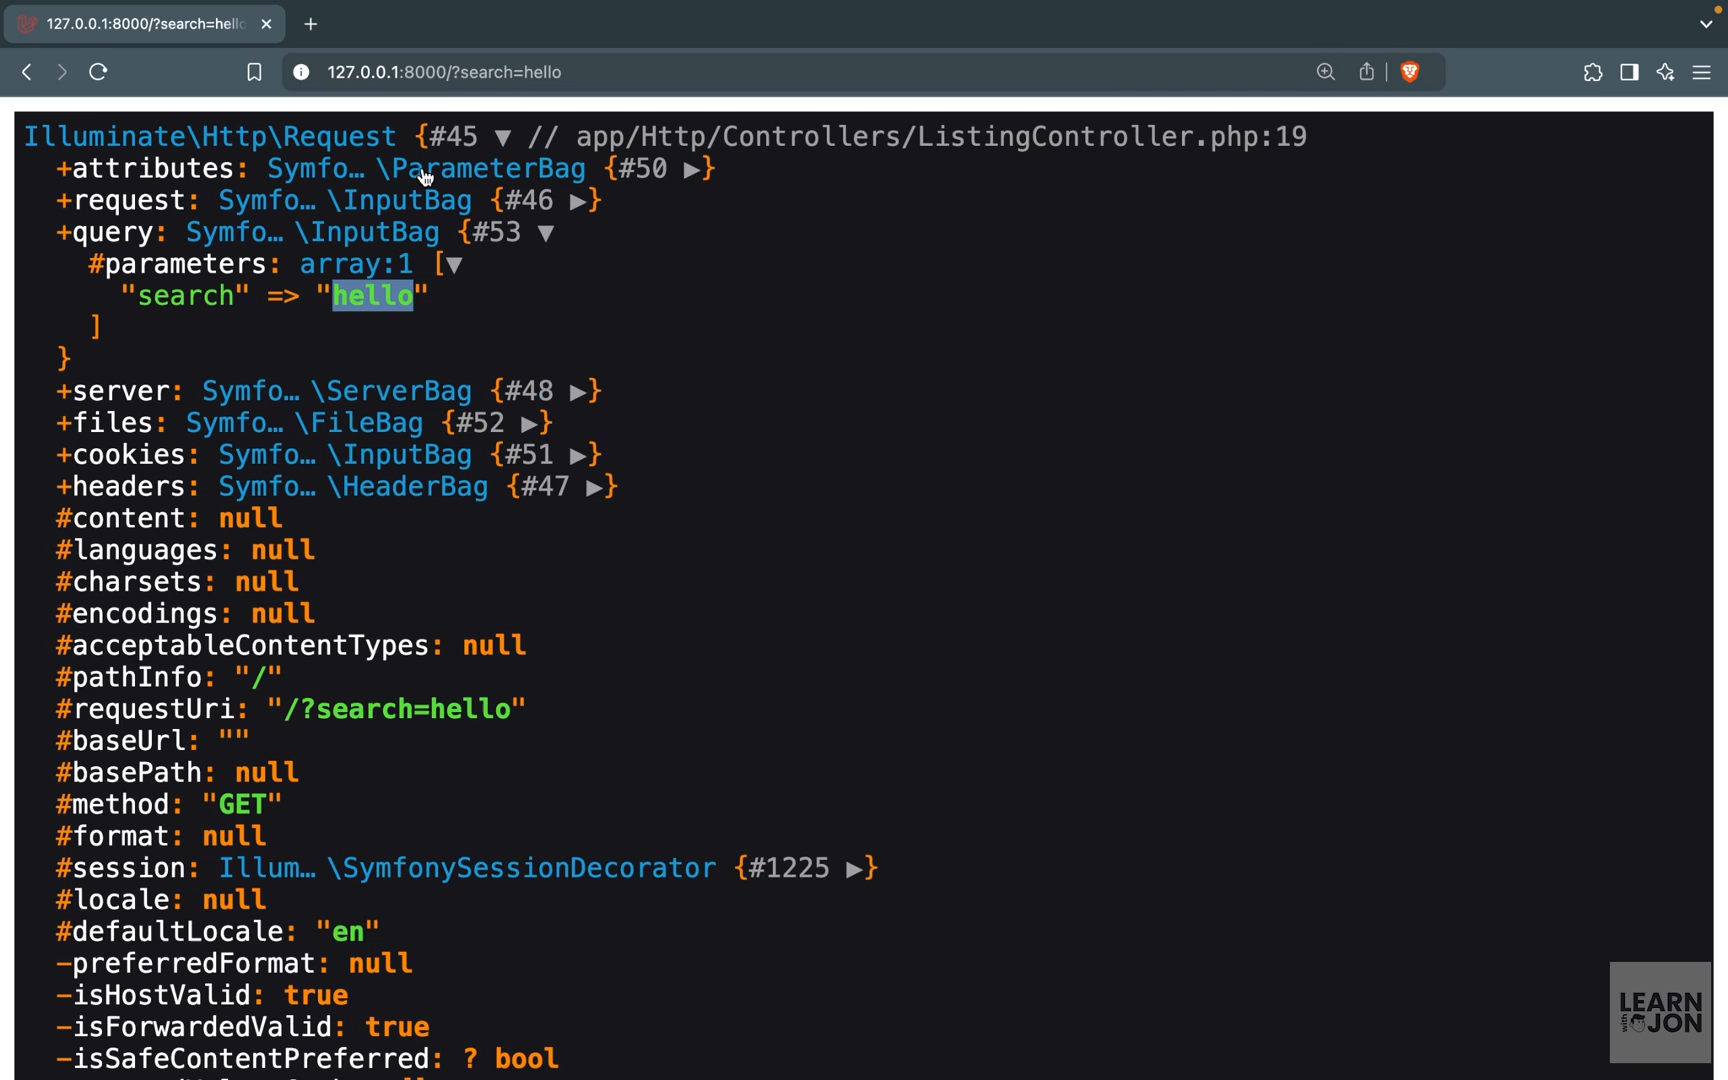 127.0.0.1:8000/?search=hello
127.0.0.1:8000/?search=hello
Illuminate\Http\Request {#45 ▼ // app/Http/Controllers/ListingController.php:19
+attributes: Symfo… \ParameterBag {#50 ▶}
+request: Symfo… \InputBag {#46 ▶}
+query: Symfo… \InputBag {#53 ▼
#parameters: array:1 [▼
"search" => "hello"
]
}
+server: Symfo… \ServerBag {#48 ▶}
+files: Symfo… \FileBag {#52 ▶}
+cookies: Symfo… \InputBag {#51 ▶}
+headers: Symfo… \HeaderBag {#47 ▶}
#content: null
#languages: null
#charsets: null
#encodings: null
#acceptableContentTypes: null
#pathInfo: "/"
#requestUri: "/?search=hello"
#baseUrl: ""
#basePath: null
#method: "GET"
#format: null
#session: Illum… \SymfonySessionDecorator {#1225 ▶}
#locale: null
#defaultLocale: "en"
-preferredFormat: null
-isHostValid: true
-isForwardedValid: true
-isSafeContentPreferred: ? bool
LEARN
with JON